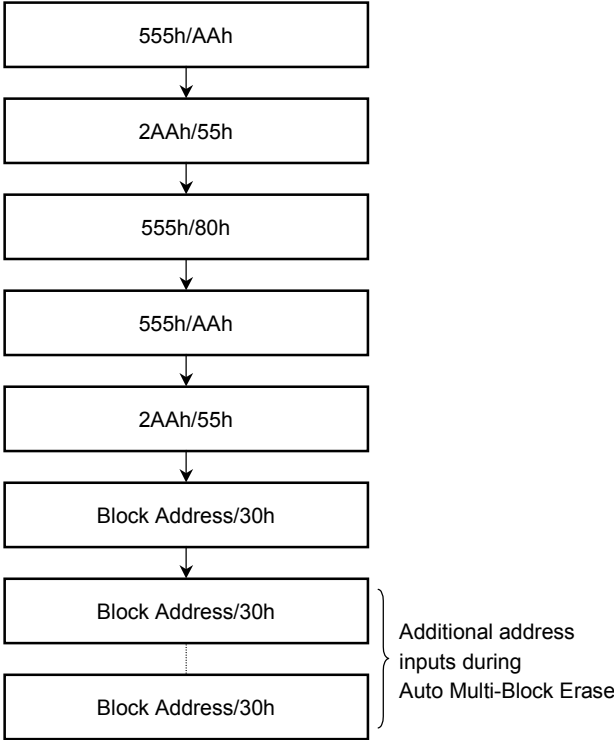 555h/AAh
2AAh/55h
555h/80h
555h/AAh
2AAh/55h
Block Address/30h
Block Address/30h
Additional address
inputs during
Auto Multi-Block Erase
Block Address/30h